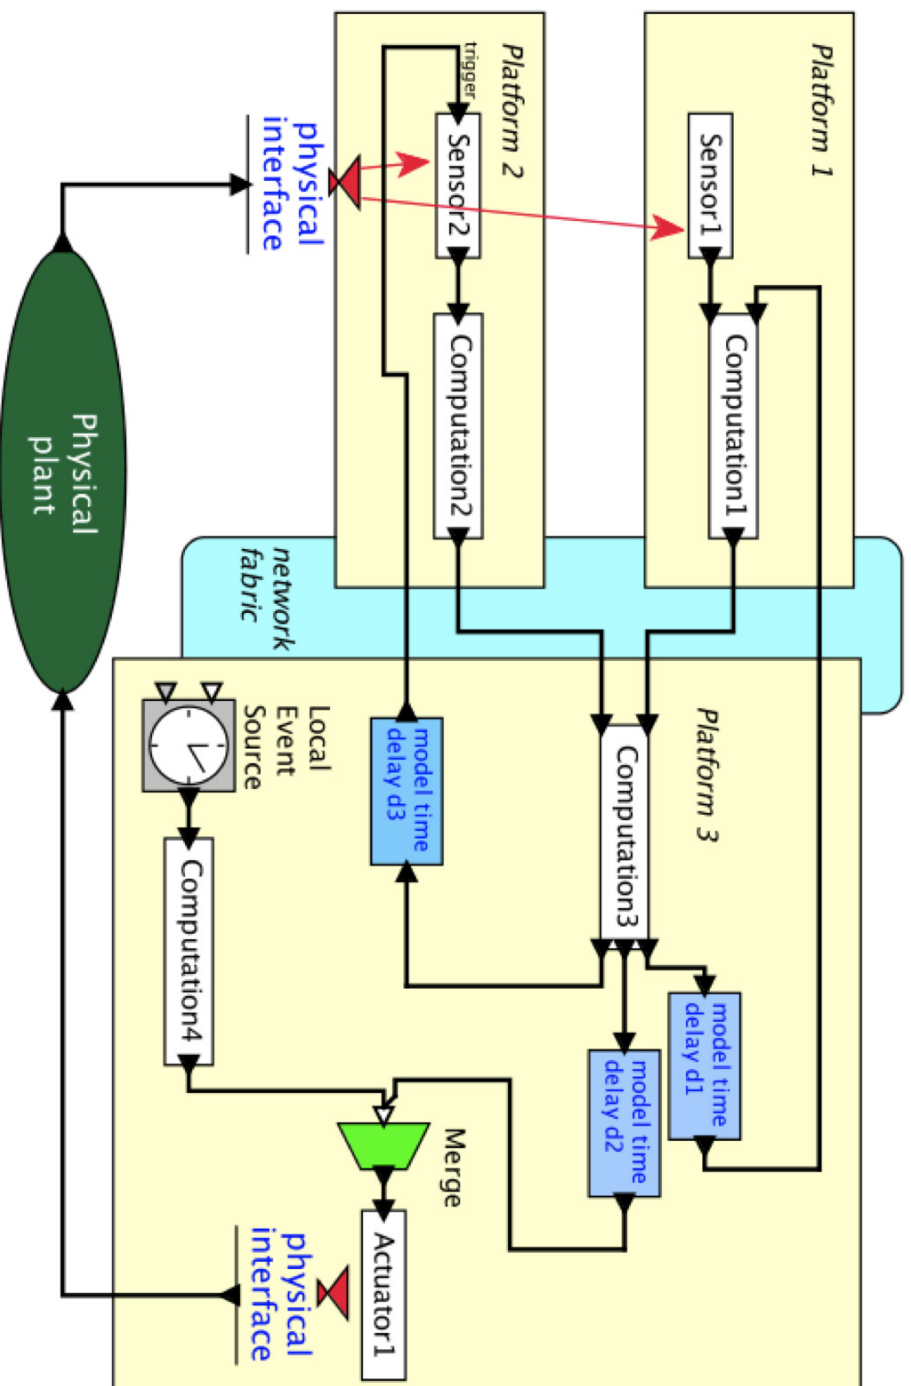 Platform 1
Sensor1
Computation1
Platform 2
trigger
Sensor2
Computation2
physical
interface
Physical
plant
network
fabric
Platform 3
Computation3
model time
delay d1
model time
delay d2
model time
delay d3
Local
Event
Source
Computation4
Merge
Actuator1
physical
interface